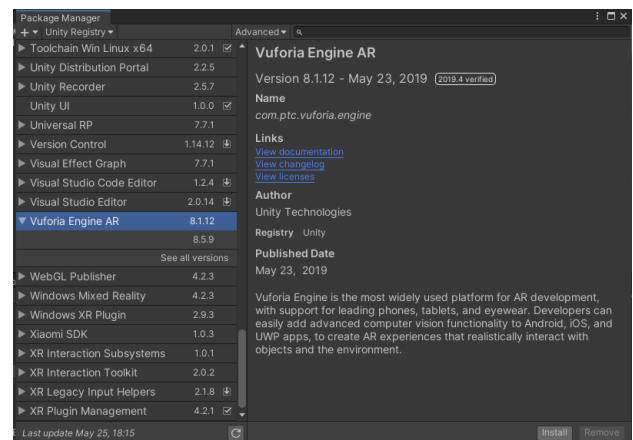 Package Manager
+ Unity Registry
Advanced
Toolchain Win Linux x64 2.0.1
Unity Distribution Portal 2.2.5
Unity Recorder 2.5.7
Unity UI 1.0.0
Universal RP 7.7.1
Version Control 1.14.12
Visual Effect Graph 7.7.1
Visual Studio Code Editor 1.2.4
Visual Studio Editor 2.0.14
Vuforia Engine AR 8.1.12
8.5.9
See all versions
WebGL Publisher 4.2.3
Windows Mixed Reality 4.2.3
Windows XR Plugin 2.9.3
Xiaomi SDK 1.0.3
XR Interaction Subsystems 1.0.1
XR Interaction Toolkit 2.0.2
XR Legacy Input Helpers 2.1.8
XR Plugin Management 4.2.1
Last update May 25, 18:15
Vuforia Engine AR
Version 8.1.12 - May 23, 2019 2019.4 verified
Name
com.ptc.vuforia.engine
Links
View documentation
View changelog
View licenses
Author
Unity Technologies
Registry Unity
Published Date
May 23, 2019
Vuforia Engine is the most widely used platform for AR development,
with support for leading phones, tablets, and eyewear. Developers can
easily add advanced computer vision functionality to Android, iOS, and
UWP apps, to create AR experiences that realistically interact with
objects and the environment.
Install Remove